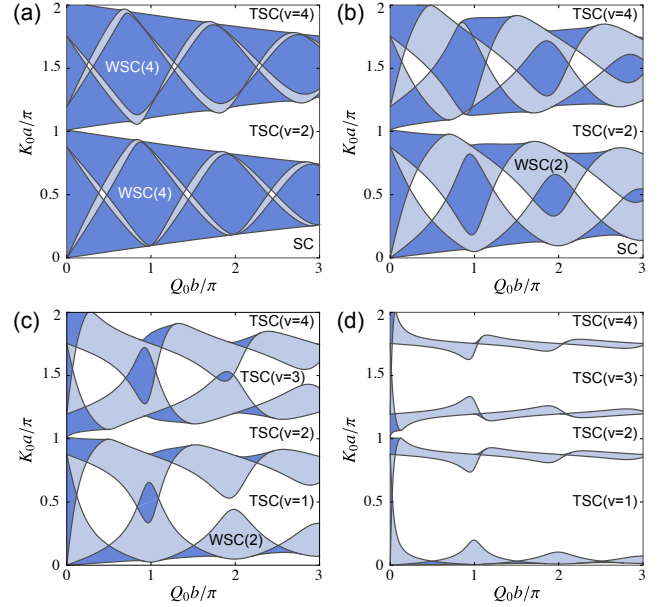 (a)
TSC(ν=4)
WSC(4)
TSC(ν=2)
WSC(4)
SC
K₀a/π
2
1.5
1
0.5
0
0 1 2 3
Q₀b/π
(b)
TSC(ν=4)
TSC(ν=2)
WSC(2)
SC
K₀a/π
2
1.5
1
0.5
0
0 1 2 3
Q₀b/π
(c)
TSC(ν=4)
TSC(ν=3)
TSC(ν=2)
TSC(ν=1)
WSC(2)
K₀a/π
2
1.5
1
0.5
0
0 1 2 3
Q₀b/π
(d)
TSC(ν=4)
TSC(ν=3)
TSC(ν=2)
TSC(ν=1)
K₀a/π
2
1.5
1
0.5
0
0 1 2 3
Q₀b/π